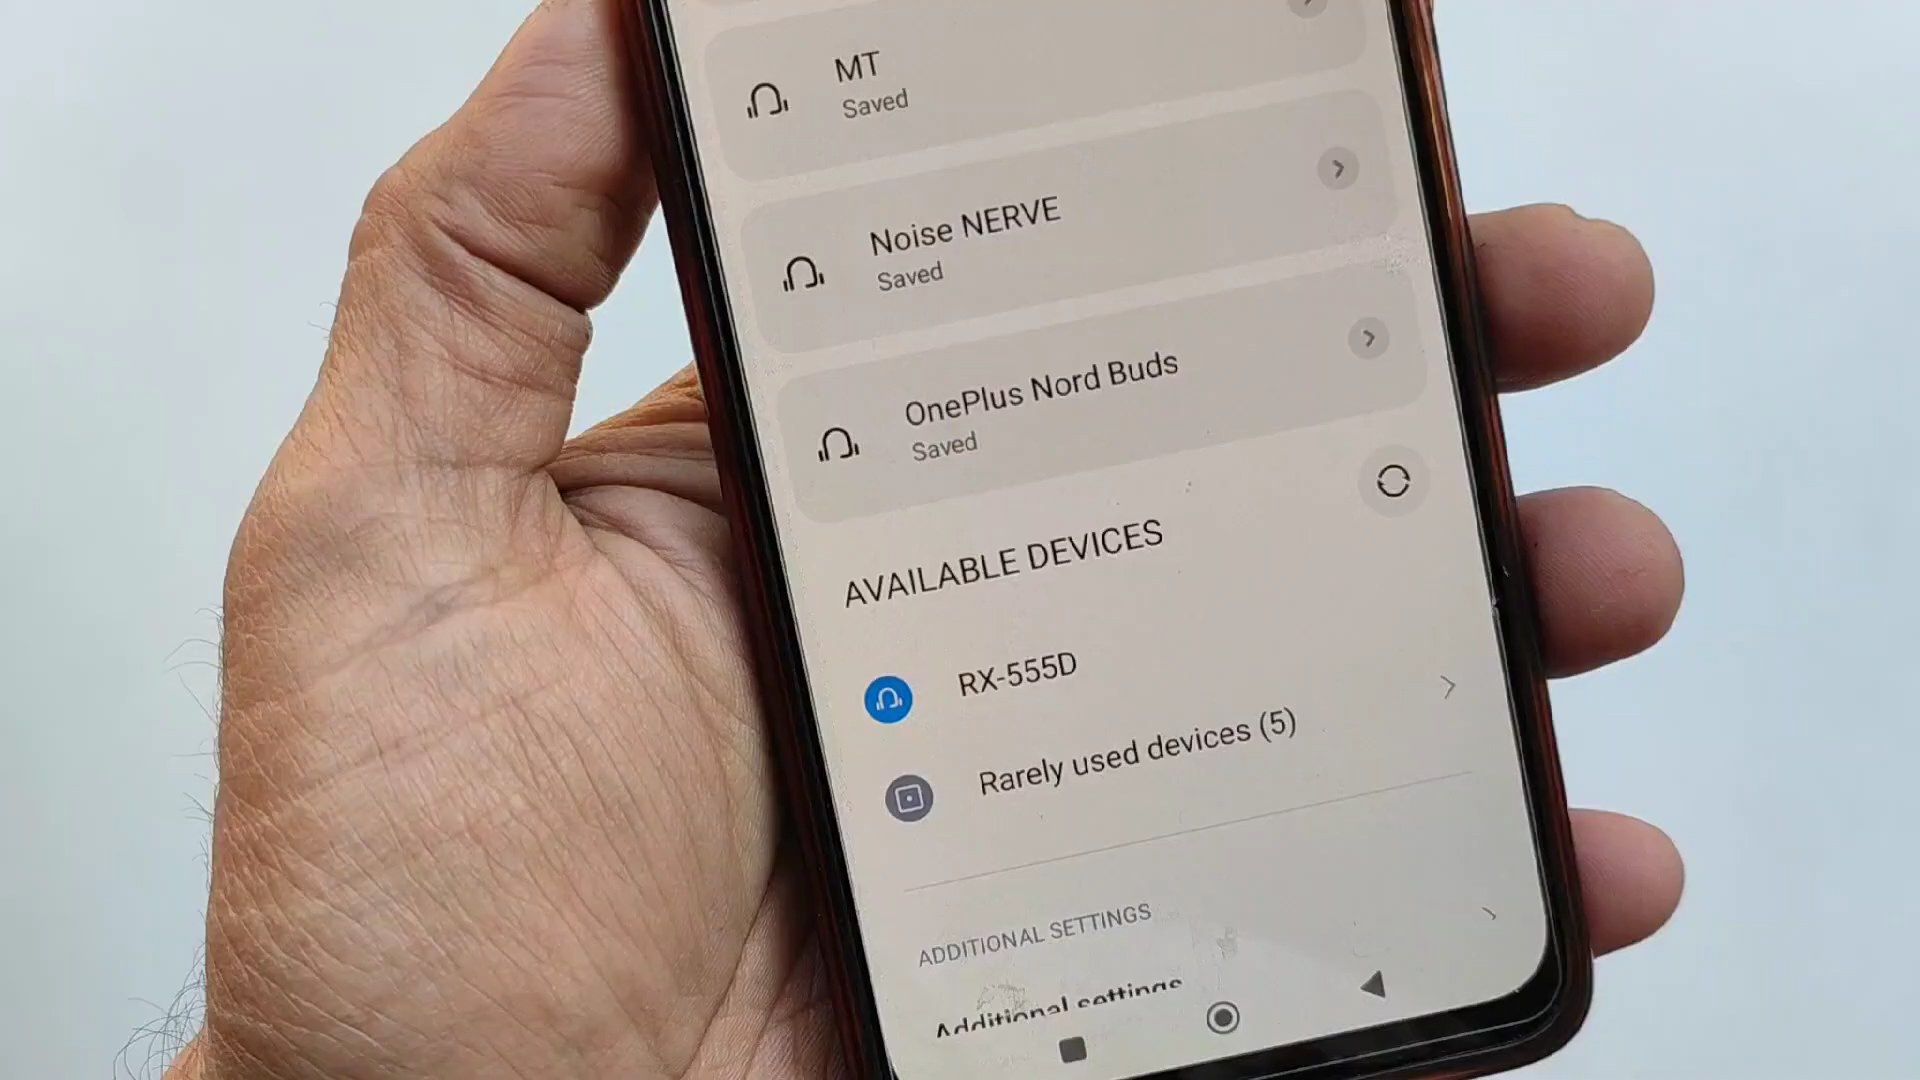 MT
Saved
Noise NERVE
Saved
OnePlus Nord Buds
Saved
AVAILABLE DEVICES
RX-555D
Rarely used devices (5)
ADDITIONAL SETTINGS
Additional settings